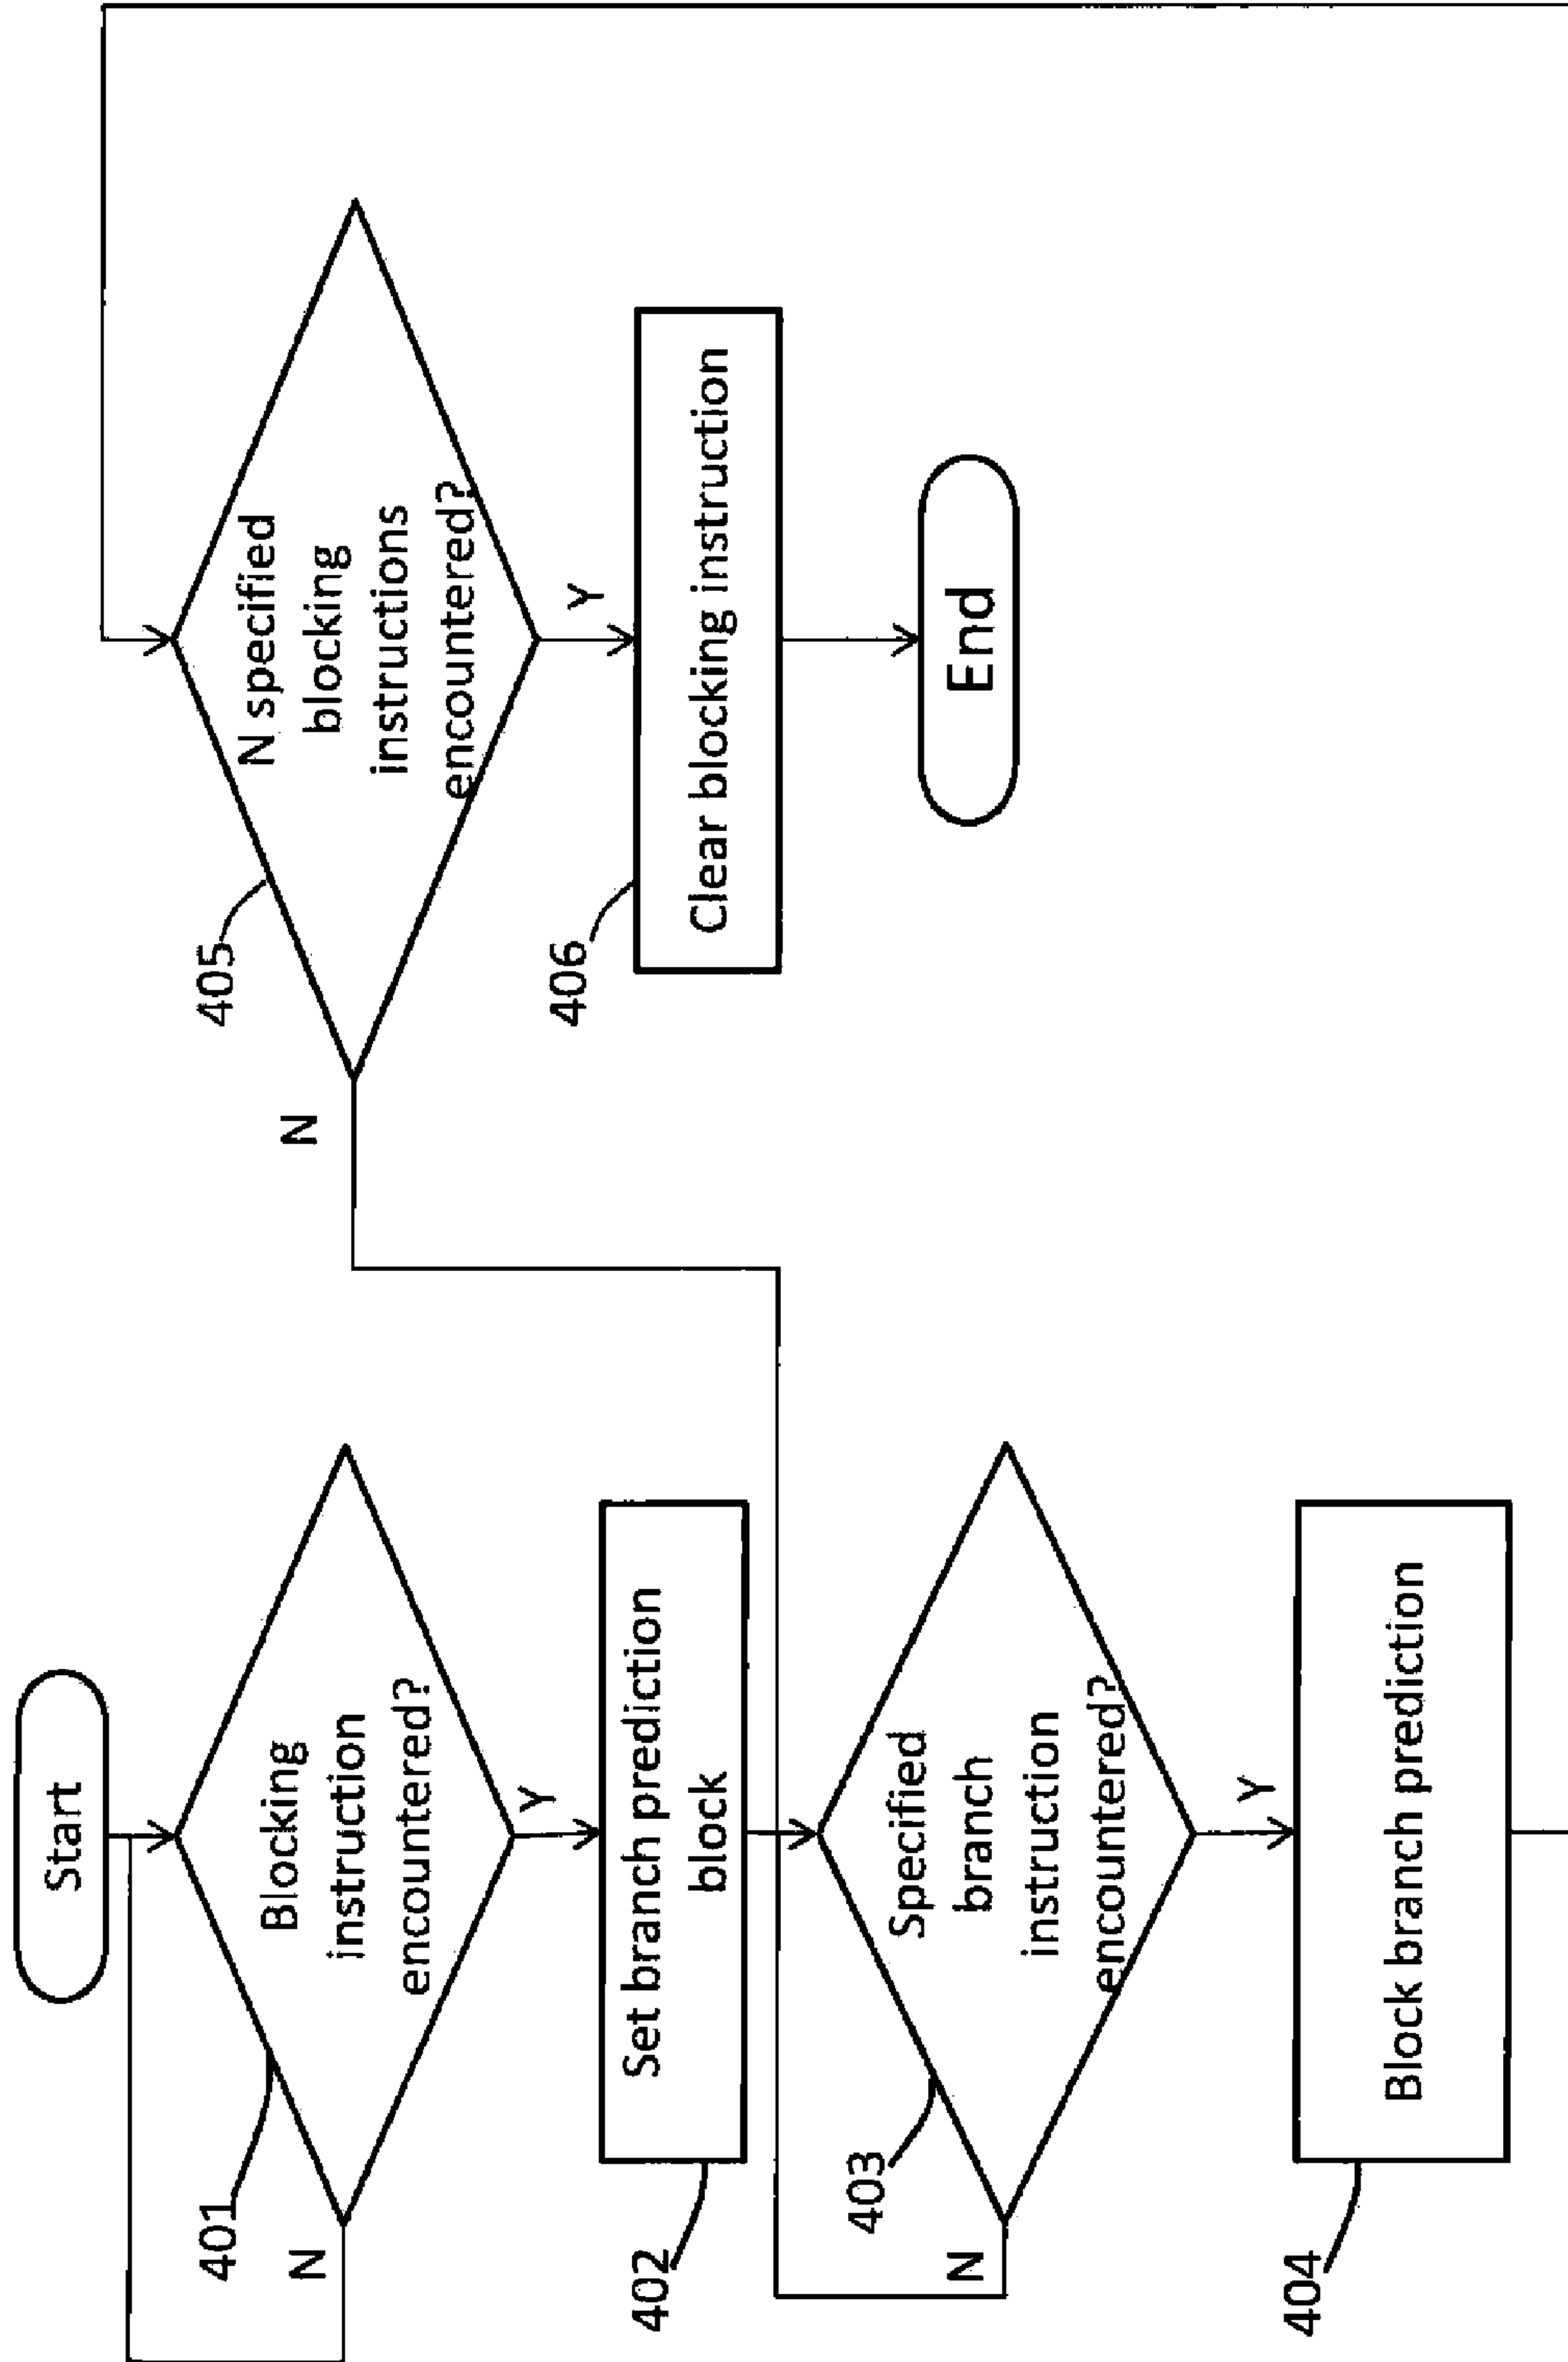 Start
401
Blocking
instruction
encountered?
N
Y
402
Set branch prediction
block
403
Specified
branch
instruction
encountered?
N
Y
404
Block branch prediction
405
N specified
blocking
instructions
encountered?
N
Y
406
Clear blocking instruction
End